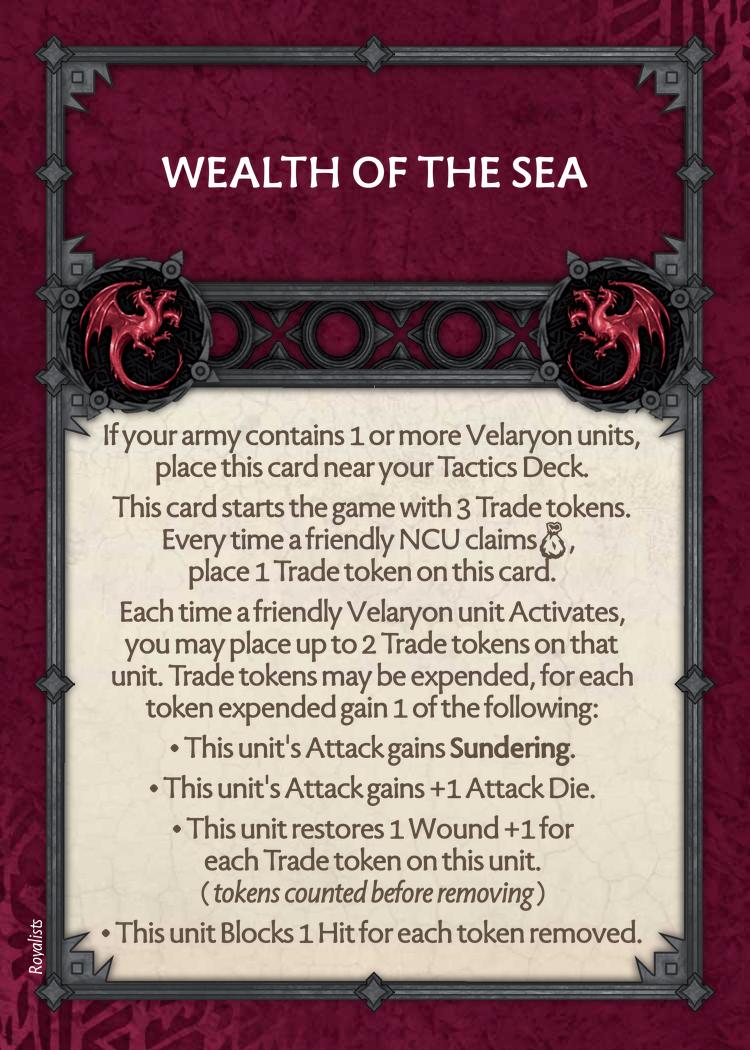 WEALTH OF THE SEA
If your army contains 1 or more Velaryon units,
place this card near your Tactics Deck.
This card starts the game with 3 Trade tokens.
Every time a friendly NCU claims ,
place 1 Trade token on this card.
Each time a friendly Velaryon unit Activates,
you may place up to 2 Trade tokens on that
unit. Trade tokens may be expended, for each
token expended gain 1 of the following:
• This unit's Attack gains Sundering.
• This unit's Attack gains +1 Attack Die.
• This unit restores 1 Wound +1 for
each Trade token on this unit.
( tokens counted before removing )
• This unit Blocks 1 Hit for each token removed.
Royalists